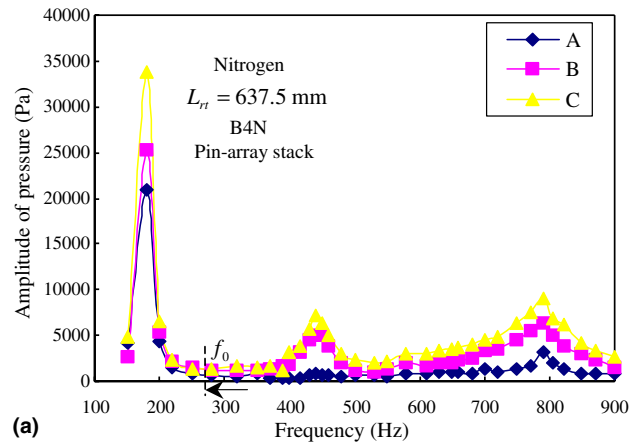 40000
35000
30000
25000
20000
15000
10000
5000
0
Amplitude of pressure (Pa)
Nitrogen
L_rt = 637.5 mm
B4N
Pin-array stack
A
B
C
f_0
100 200 300 400 500 600 700 800 900
Frequency (Hz)
(a)